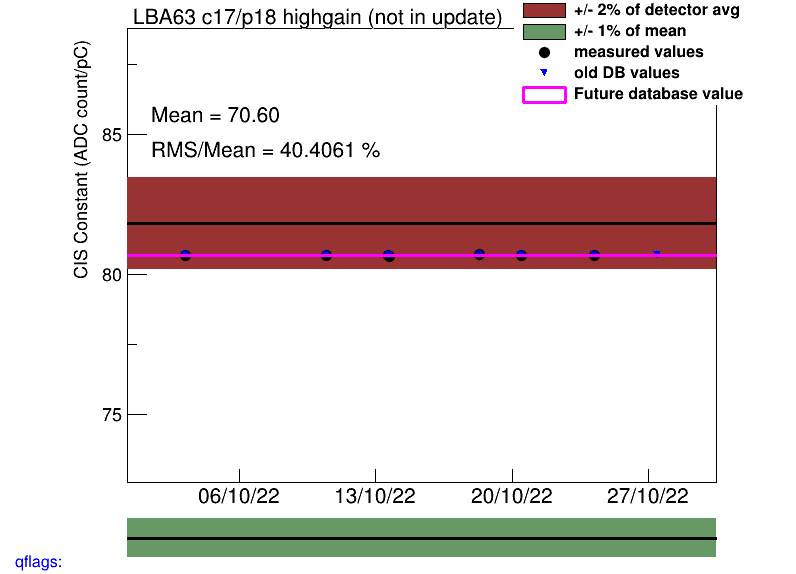 LBA63 c17/p18 highgain (not in update)
+/- 2% of detector avg
+/- 1% of mean
measured values
old DB values
Future database value
Mean = 70.60
RMS/Mean = 40.4061 %
CIS Constant (ADC count/pC)
85
80
75
06/10/22 13/10/22 20/10/22 27/10/22
qflags: